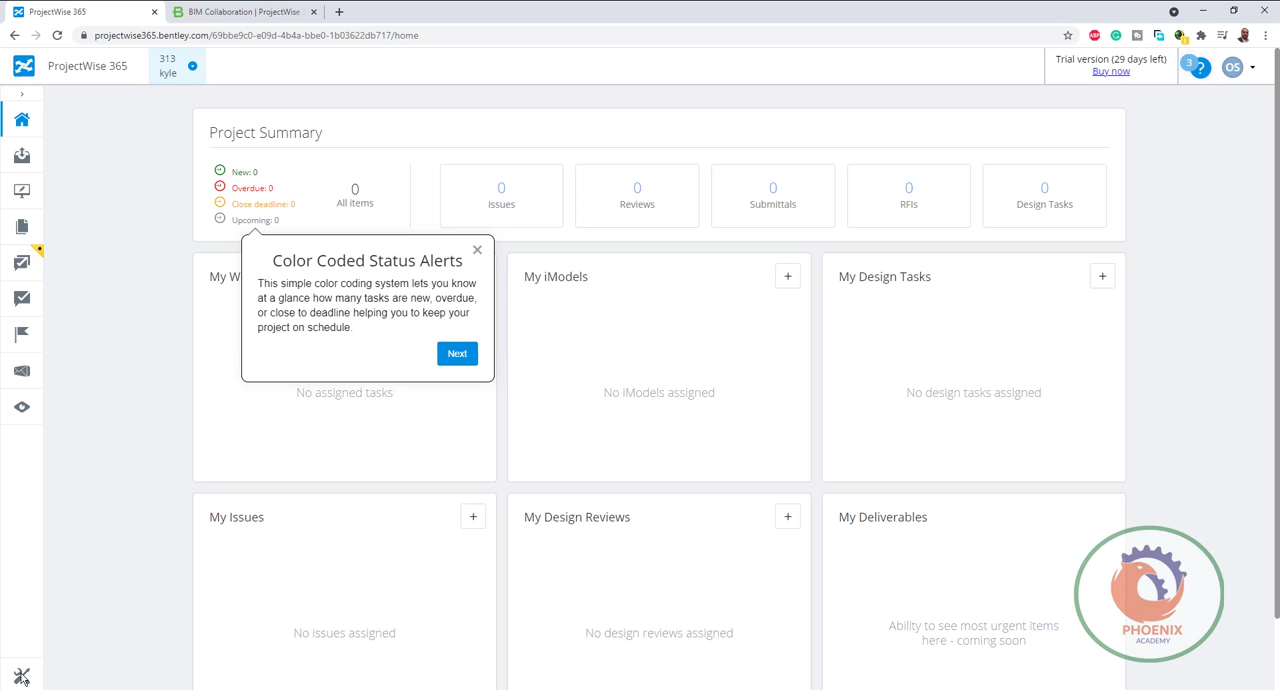 ProjectWise 365
BIM Collaboration | ProjectWise
projectwise365.bentley.com/69bbe9c0-e09d-4b4a-bbe0-1b03622db717/home
ABP
ProjectWise 365
313
kyle
Trial version (29 days left)
Buy now
3
?
OS
Project Summary
New: 0
Overdue: 0
Close deadline: 0
Upcoming: 0
0
All items
0
Issues
0
Reviews
0
Submittals
0
RFIs
0
Design Tasks
Color Coded Status Alerts
This simple color coding system lets you know
at a glance how many tasks are new, overdue,
or close to deadline helping you to keep your
project on schedule.
Next
My W
No assigned tasks
My iModels
No iModels assigned
My Design Tasks
No design tasks assigned
My Issues
No issues assigned
My Design Reviews
No design reviews assigned
My Deliverables
Ability to see most urgent items
here - coming soon
PHOENIX
ACADEMY